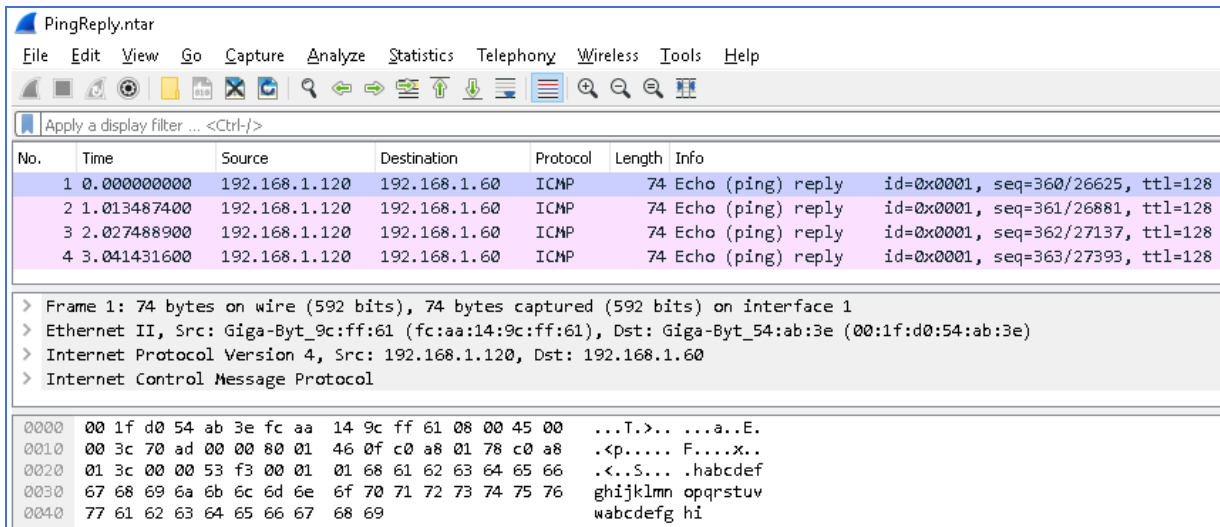 PingReply.ntar
File Edit View Go Capture Analyze Statistics Telephony Wireless Tools Help
Apply a display filter ... <Ctrl-/>
No. Time Source Destination Protocol Length Info
1 0.000000000 192.168.1.120 192.168.1.60 ICMP 74 Echo (ping) reply id=0x0001, seq=360/26625, ttl=128
2 1.013487400 192.168.1.120 192.168.1.60 ICMP 74 Echo (ping) reply id=0x0001, seq=361/26881, ttl=128
3 2.027488900 192.168.1.120 192.168.1.60 ICMP 74 Echo (ping) reply id=0x0001, seq=362/27137, ttl=128
4 3.041431600 192.168.1.120 192.168.1.60 ICMP 74 Echo (ping) reply id=0x0001, seq=363/27393, ttl=128
> Frame 1: 74 bytes on wire (592 bits), 74 bytes captured (592 bits) on interface 1
> Ethernet II, Src: Giga-Byt_9c:ff:61 (fc:aa:14:9c:ff:61), Dst: Giga-Byt_54:ab:3e (00:1f:d0:54:ab:3e)
> Internet Protocol Version 4, Src: 192.168.1.120, Dst: 192.168.1.60
> Internet Control Message Protocol
0000 00 1f d0 54 ab 3e fc aa 14 9c ff 61 08 00 45 00 ...T.>.. ...a..E.
0010 00 3c 70 ad 00 00 80 01 46 0f c0 a8 01 78 c0 a8 .<p..... F....x..
0020 01 3c 00 00 53 f3 00 01 01 68 61 62 63 64 65 66 .<..S... .habcdef
0030 67 68 69 6a 6b 6c 6d 6e 6f 70 71 72 73 74 75 76 ghijklmn opqrstuv
0040 77 61 62 63 64 65 66 67 68 69 wabcdefg hi